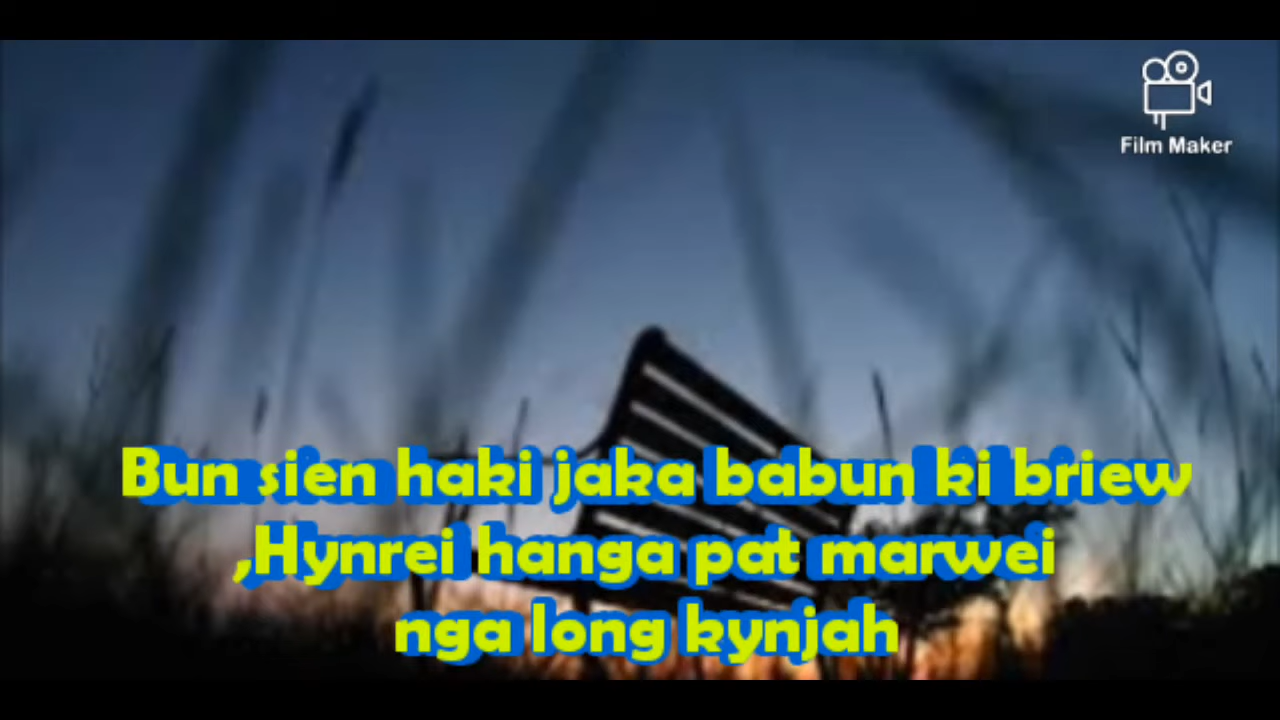 Film Maker
Bun sien haki jaka babun ki briew
,Hynrei hanga pat marwei
nga long kynjah